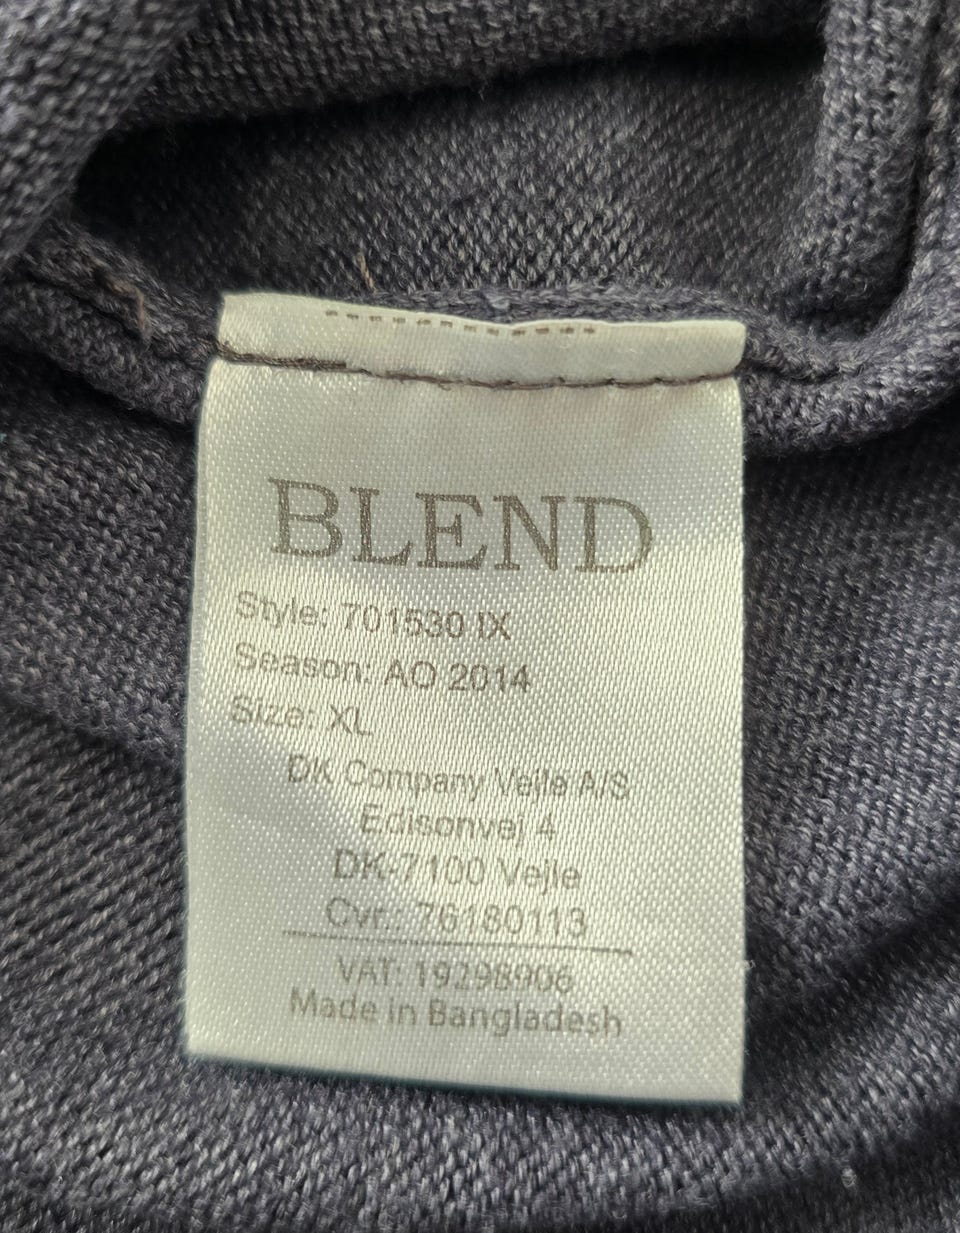 BLEND
Style: 701530 IX
Season: AO 2014
Size: XL
DK Company Vejle A/S
Edisonvej 4
DK-7100 Vejle
Cvr.: 76180113
VAT: 19298906
Made in Bangladesh